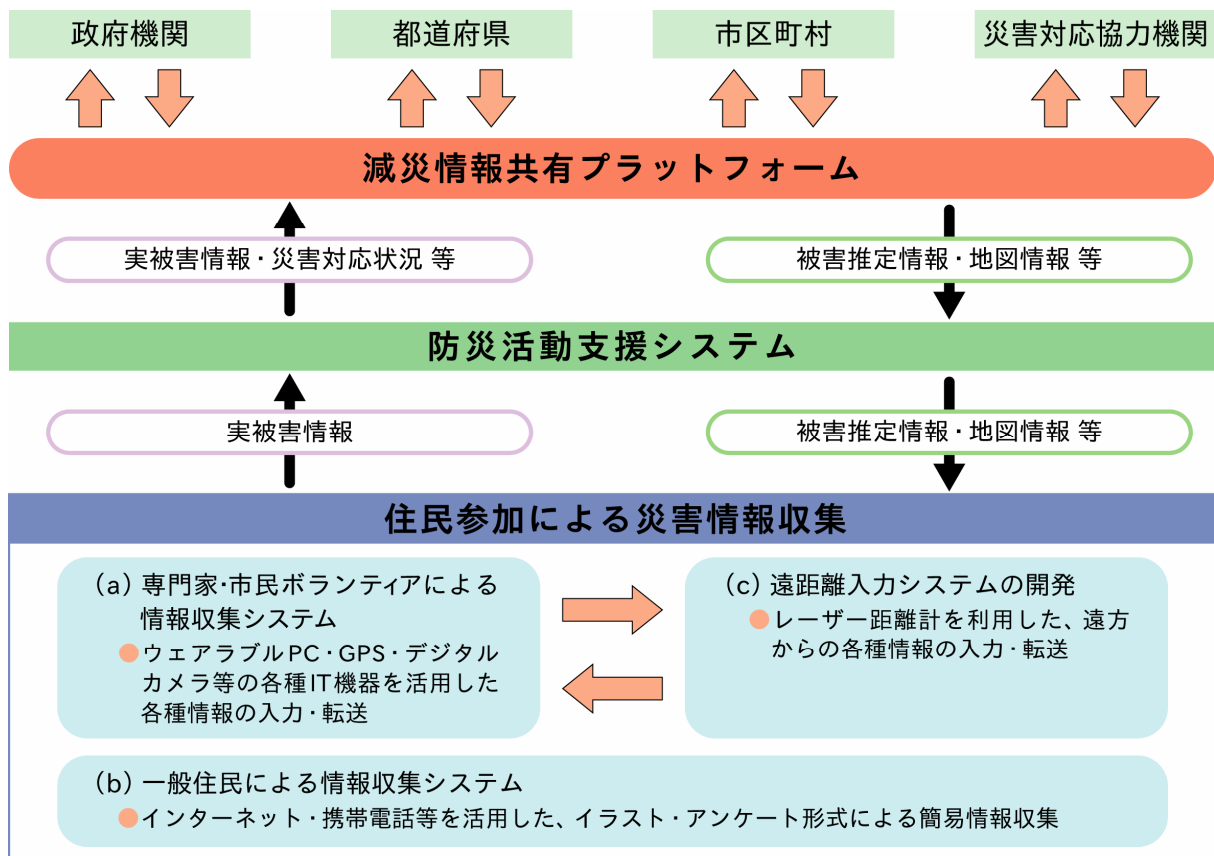 政府機関
都道府県
市区町村
災害対応協力機関
減災情報共有プラットフォーム
実被害情報・災害対応状況 等
被害推定情報・地図情報 等
防災活動支援システム
実被害情報
被害推定情報・地図情報 等
住民参加による災害情報収集
（a）専門家・市民ボランティアによる
情報収集システム
ウェアラブルPC・GPS・デジタル
カメラ等の各種IT機器を活用した
各種情報の入力・転送
（c）遠距離入力システムの開発
レーザー距離計を利用した、遠方
からの各種情報の入力・転送
（b）一般住民による情報収集システム
インターネット・携帯電話等を活用した、イラスト・アンケート形式による簡易情報収集